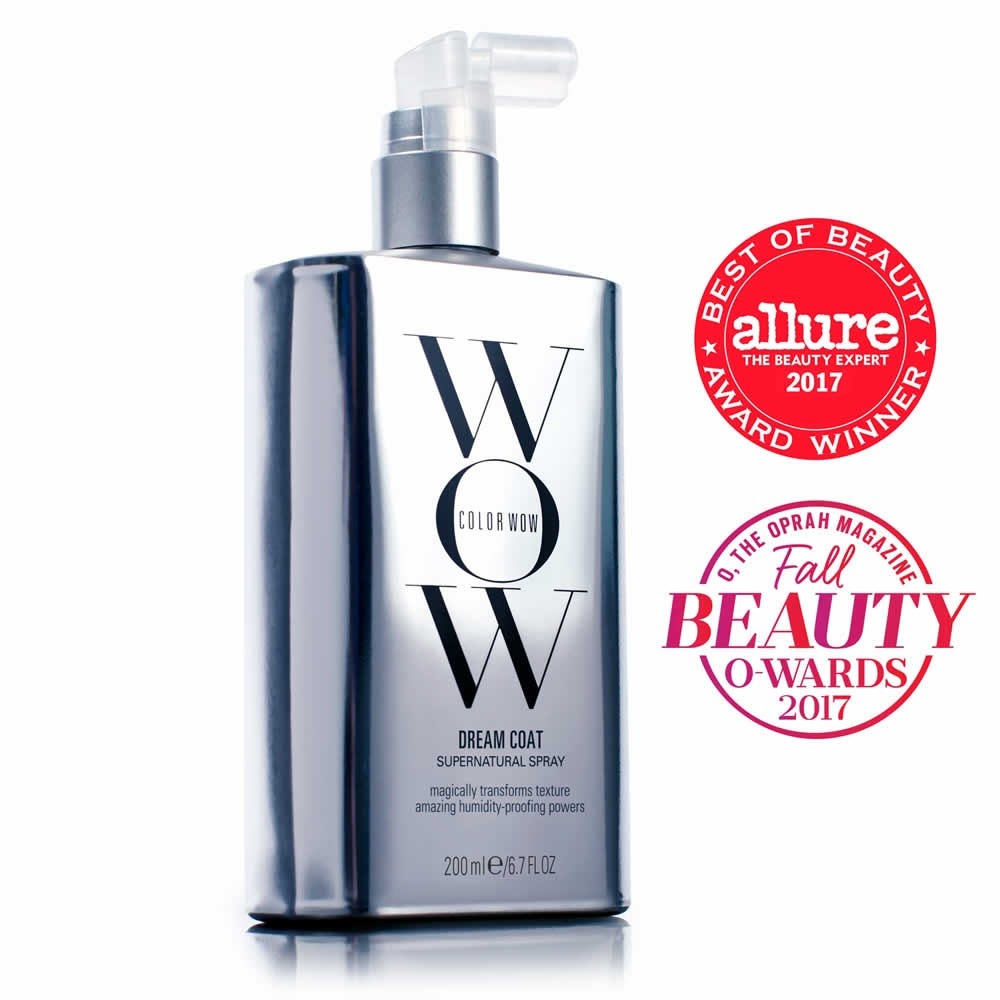 W
O
COLOR WOW
W
DREAM COAT
SUPERNATURAL SPRAY
magically transforms texture
amazing humidity-proofing powers
200 ml e/6.7 FL OZ
BEST OF BEAUTY
allure
THE BEAUTY EXPERT
2017
AWARD WINNER
O, THE OPRAH MAGAZINE
Fall
BEAUTY
O-WARDS
2017